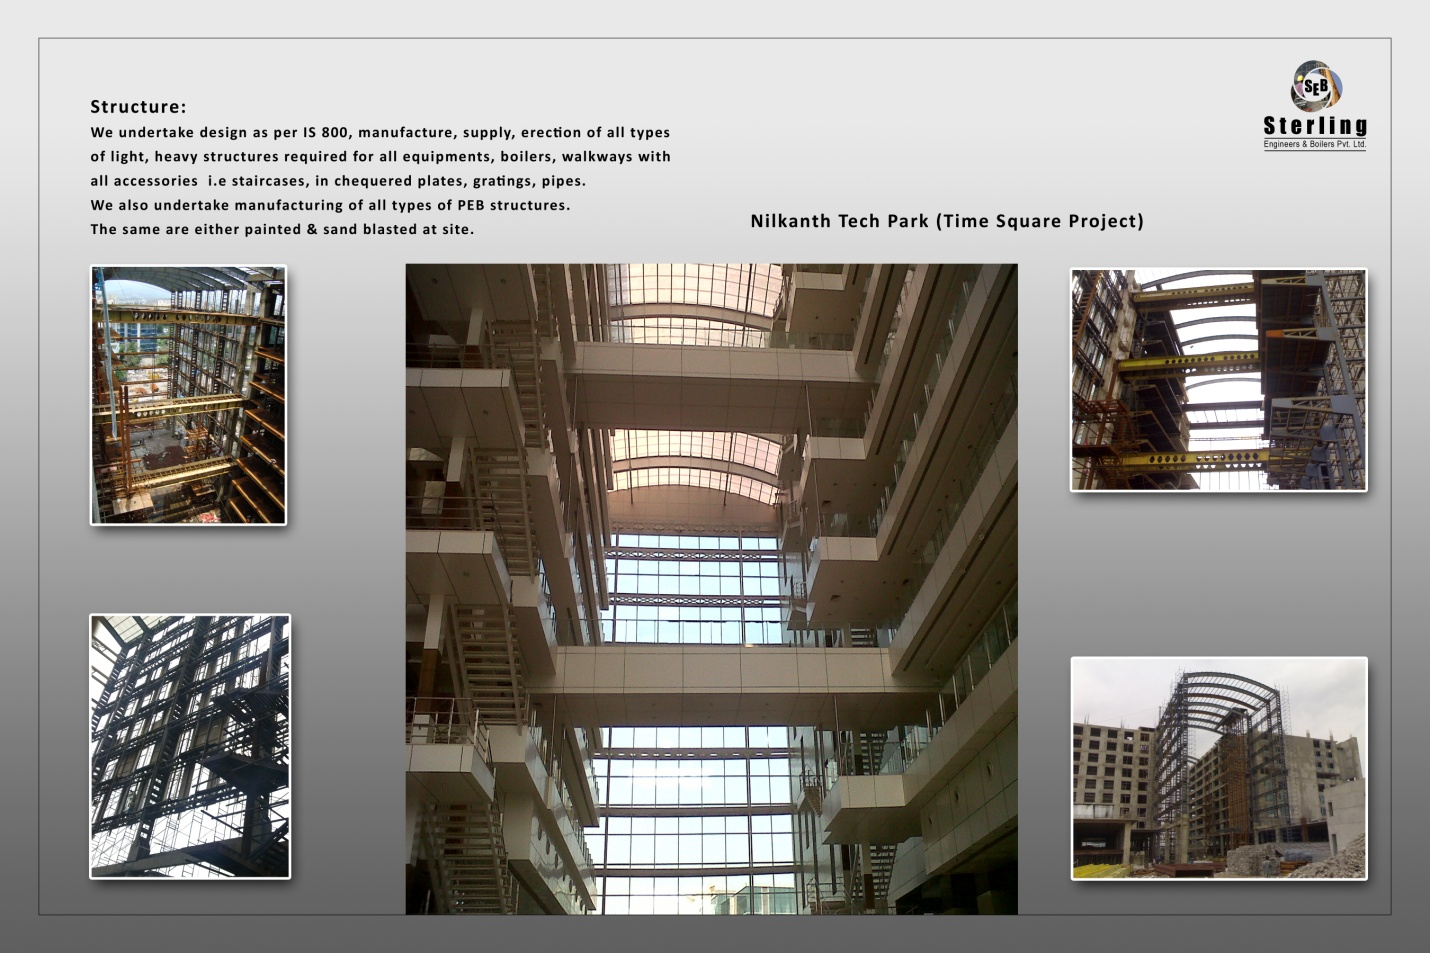 SEB
Sterling
Engineers & Boilers Pvt. Ltd.
Structure:
We undertake design as per IS 800, manufacture, supply, erection of all types
of light, heavy structures required for all equipments, boilers, walkways with
all accessories  i.e staircases, in chequered plates, gratings, pipes.
We also undertake manufacturing of all types of PEB structures.
The same are either painted & sand blasted at site.
Nilkanth Tech Park (Time Square Project)